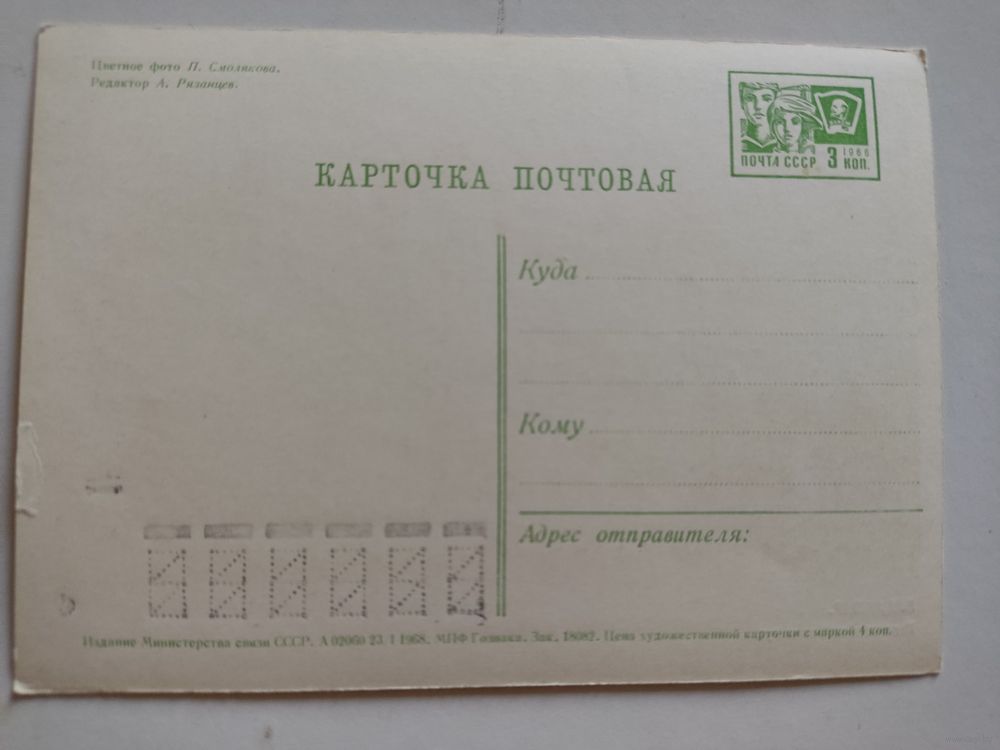 Цветное фото П. Смолякова.
Редактор А. Рязанцев.
ПОЧТА СССР 3 КОП.
1966
КАРТОЧКА ПОЧТОВАЯ
Куда
Кому
Адрес отправителя:
Издание Министерства связи СССР. А 02060 23.I 1968. МПФ Гознака. Зак. 18082. Цена художественной карточки с маркой 4 коп.